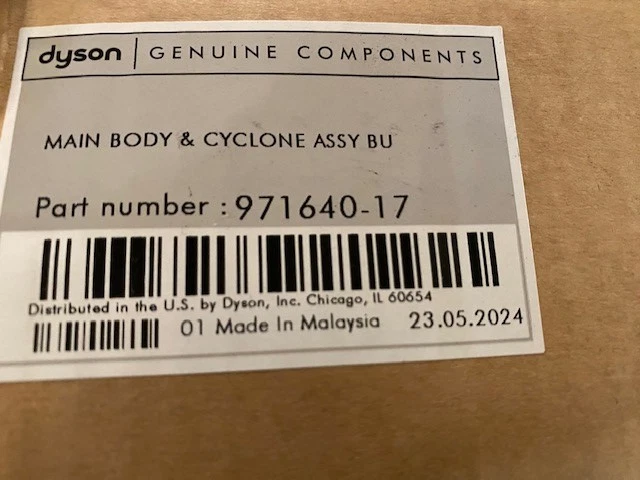 dyson | GENUINE COMPONENTS
MAIN BODY & CYCLONE ASSY BU
Part number : 971640-17
Distributed in the U.S. by Dyson, Inc. Chicago, IL 60654
01 Made In Malaysia 23.05.2024